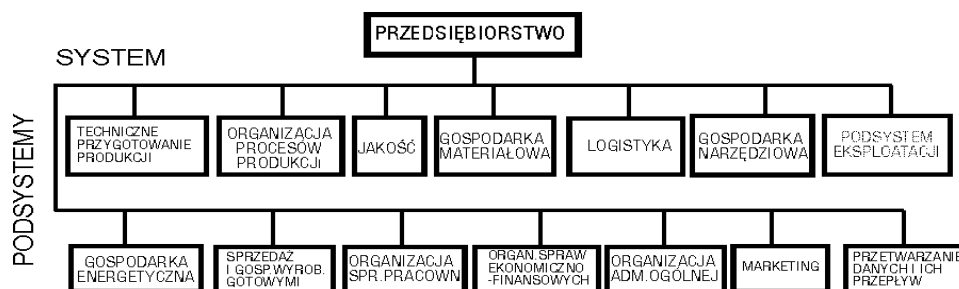 PRZEDSIĘBIORSTWO
SYSTEM
PODSYSTEMY
TECHNICZNE
PRZYGOTOWANIE
PRODUKCJI
ORGANIZACJA
PROCESÓW
PRODUKCJI
JAKOŚĆ
GOSPODARKA
MATERIAŁOWA
LOGISTYKA
GOSPODARKA
NARZĘDZIOWA
PODSYSTEM
EKSPLOATACJI
GOSPODARKA
ENERGETYCZNA
SPRZEDAŻ
I GOSP.WYROB.
GOTOWYMI
ORGANIZACJA
SPR.PRACOWN
ORGAN.SPRAW
EKONOMICZNO
-FINANSOWYCH
ORGANIZACJA
ADM.OGÓLNEJ
MARKETING
PRZETWARZANIE
DANYCH I ICH
PRZEPŁYW